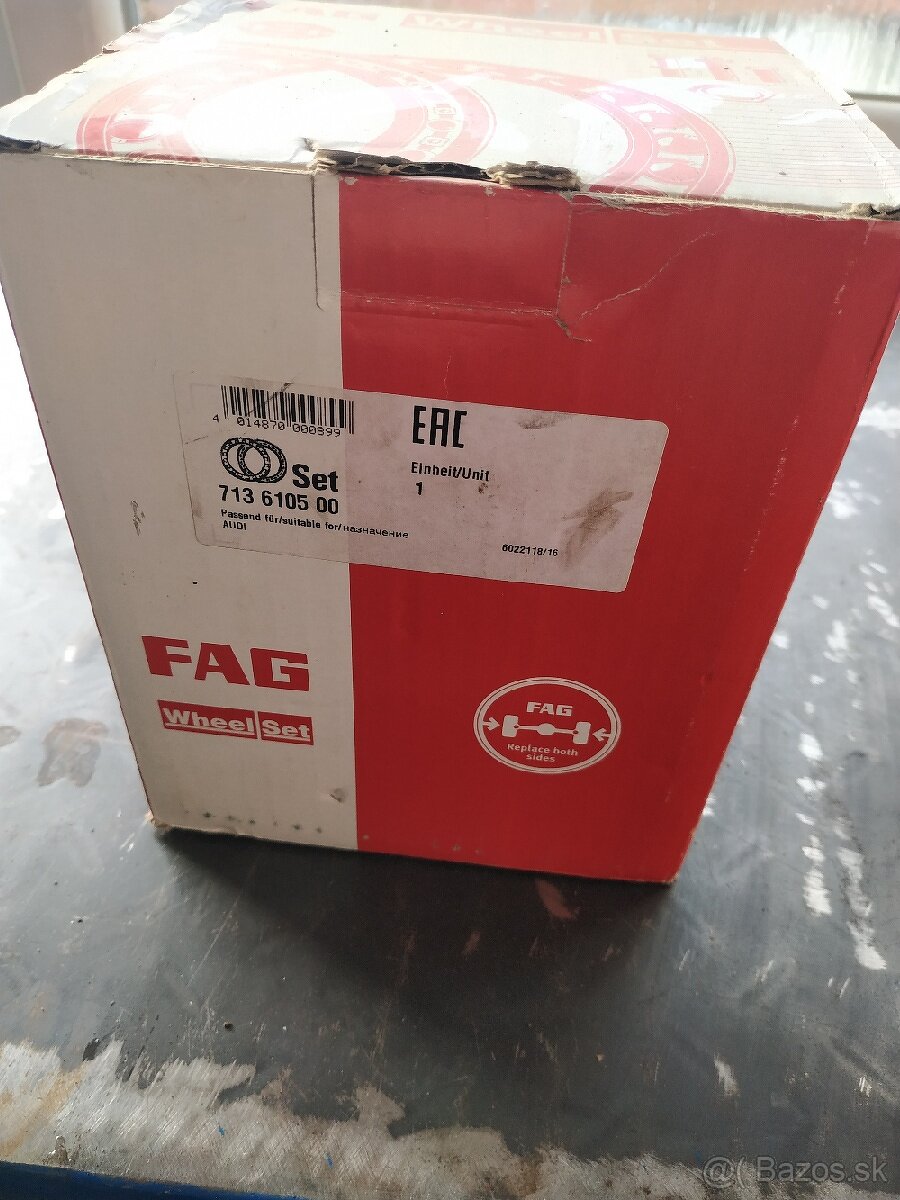 4 014870 000399
EAC
Set
Einheit/Unit
1
713 6105 00
Passend für/suitable for/назначение
AUDI
6022118/16
FAG
Wheel Set
FAG
Replace both
sides
Bazos.sk